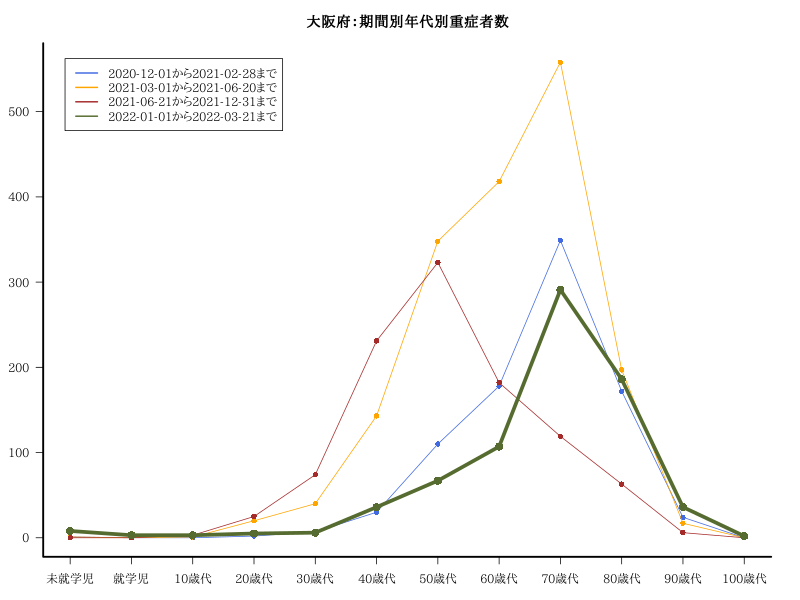 大阪府:期間別年代別重症者数
2020-12-01から2021-02-28まで
2021-03-01から2021-06-20まで
2021-06-21から2021-12-31まで
2022-01-01から2022-03-21まで
500
400
300
200
100
0
未就学児 就学児 10歳代 20歳代 30歳代 40歳代 50歳代 60歳代 70歳代 80歳代 90歳代 100歳代